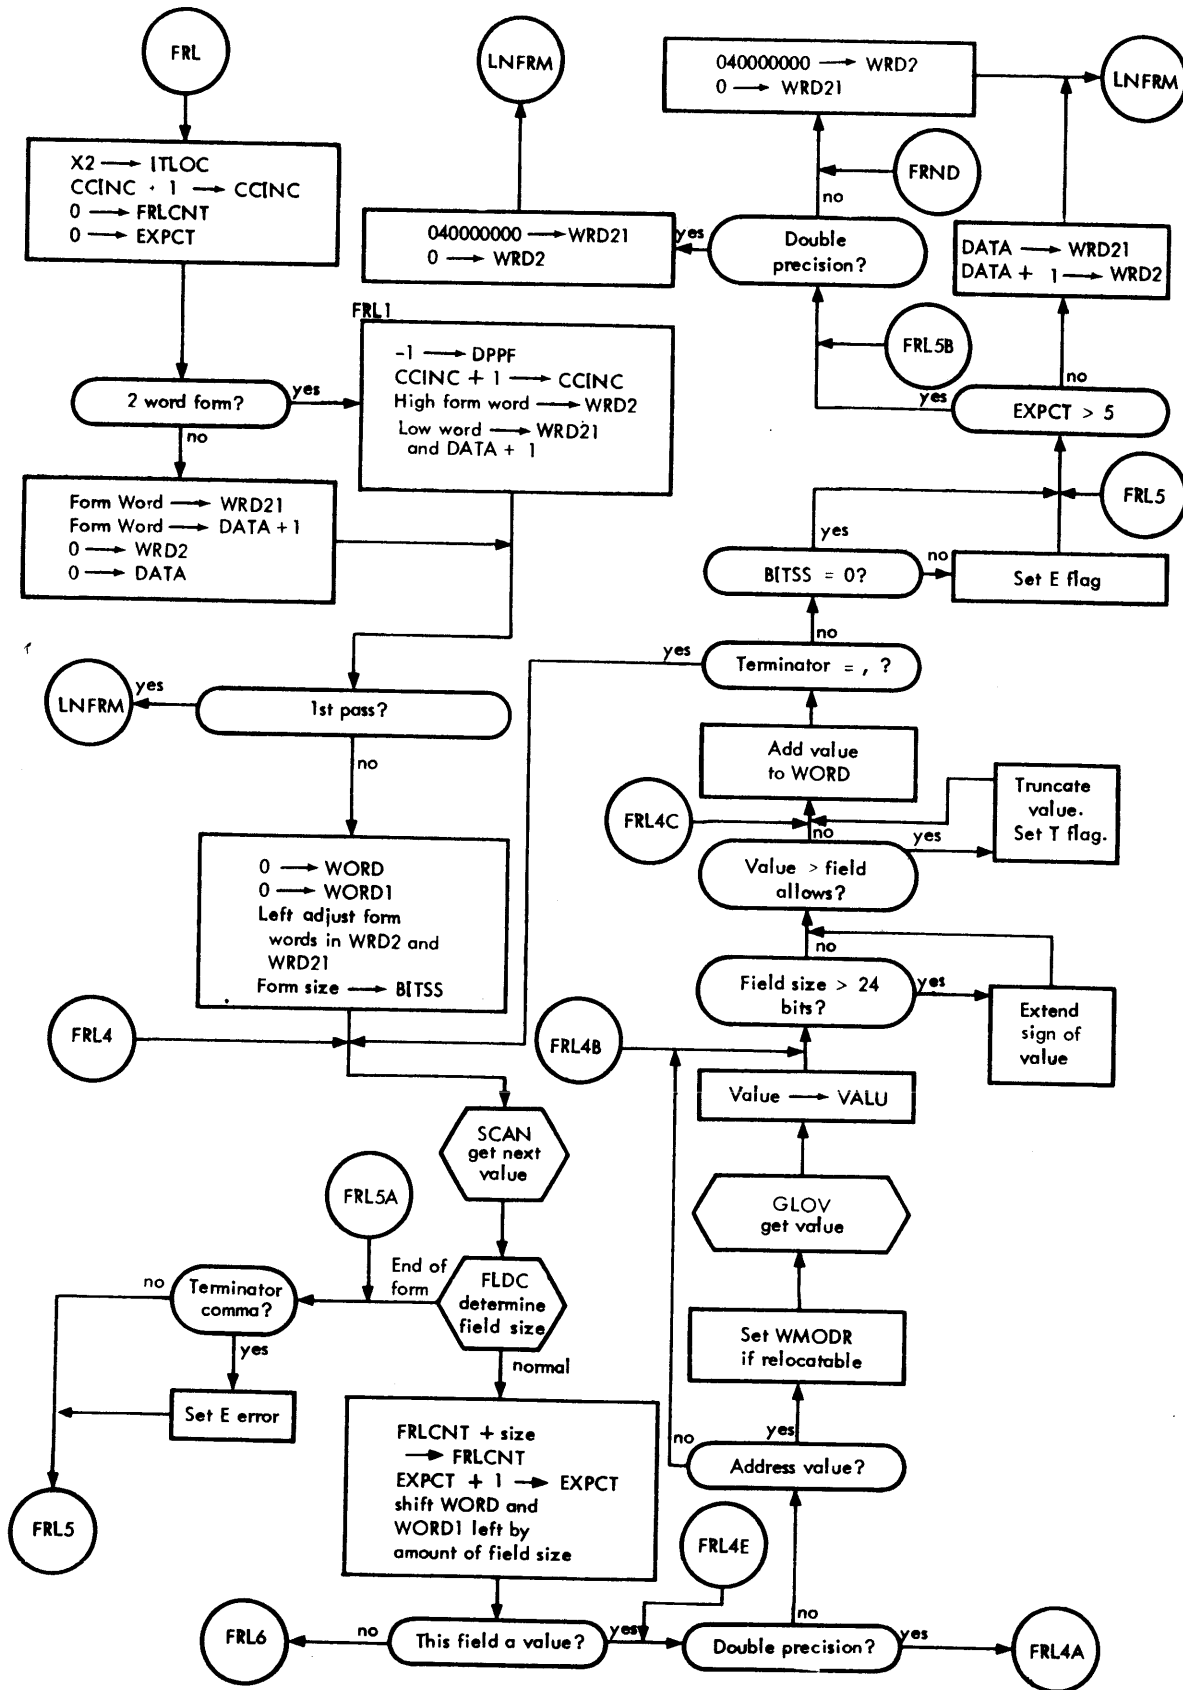 FRL
X2 → ITLOC
CCINC + 1 → CCINC
0 → FRLCNT
0 → EXPCT
2 word form?
yes
no
FRL1
-1 → DPPF
CCINC + 1 → CCINC
High form word → WRD2
Low word → WRD21
and DATA + 1
Form Word → WRD21
Form Word → DATA + 1
0 → WRD2
0 → DATA
1st pass?
yes
LNFRM
no
0 → WORD
0 → WORD1
Left adjust form
words in WRD2 and
WRD21
Form size → BITSS
FRL4
SCAN
get next
value
FRL5A
FLDC
determine
field size
End of
form
Terminator
comma?
no
yes
Set E error
FRL5
normal
FRLCNT + size
→ FRLCNT
EXPCT + 1 → EXPCT
shift WORD and
WORD1 left by
amount of field size
This field a value?
no
FRL6
yes
FRL4E
Double precision?
yes
FRL4A
no
Address value?
no
yes
Set WMODR
if relocatable
GLOV
get value
Value → VALU
FRL4B
Field size > 24
bits?
yes
Extend
sign of
value
no
Value > field
allows?
yes
Truncate
value.
Set T flag.
no
FRL4C
Add value
to WORD
Terminator = , ?
yes
no
BITSS = 0?
no
Set E flag
yes
FRL5
EXPCT > 5
yes
no
FRL5B
DATA → WRD21
DATA + 1 → WRD2
Double
precision?
yes
040000000 → WRD21
0 → WRD2
LNFRM
no
FRND
040000000 → WRD2
0 → WRD21
LNFRM